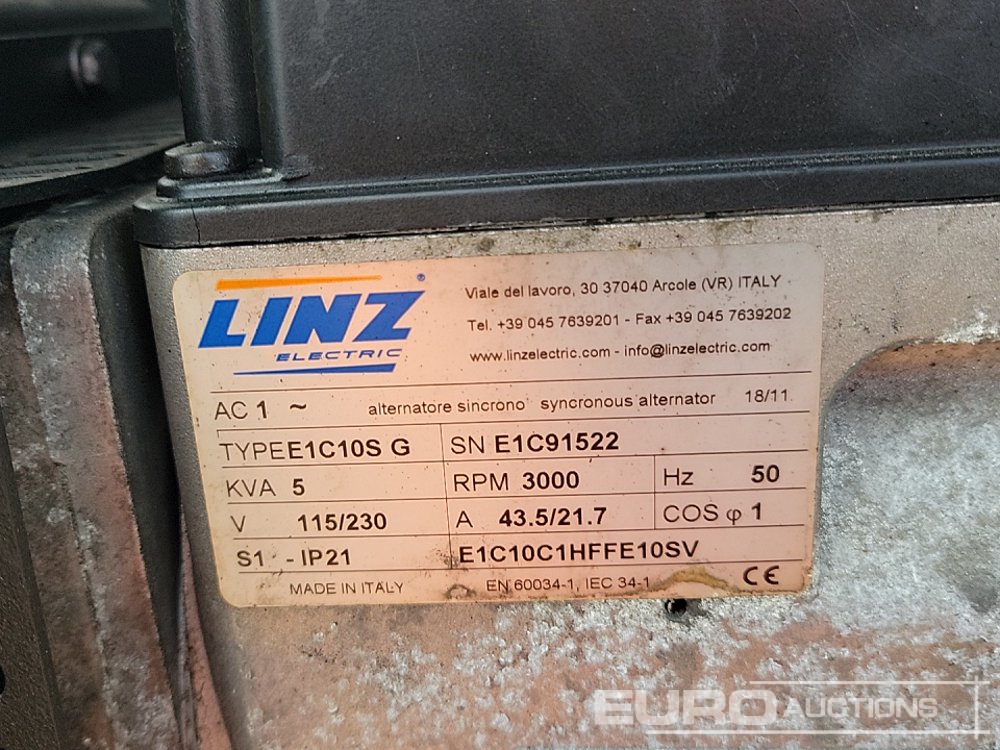 LINZ®
ELECTRIC
Viale del lavoro, 30 37040 Arcole (VR) ITALY
Tel. +39 045 7639201 - Fax +39 045 7639202
www.linzelectric.com - info@linzelectric.com
AC 1 ~ alternatore sincrono syncronous alternator 18/11
TYPE E1C10S G SN E1C91522
KVA 5 RPM 3000 Hz 50
V 115/230 A 43.5/21.7 COS φ 1
S1 - IP21 E1C10C1HFFE10SV
MADE IN ITALY EN 60034-1, IEC 34-1 CE
EURO AUCTIONS